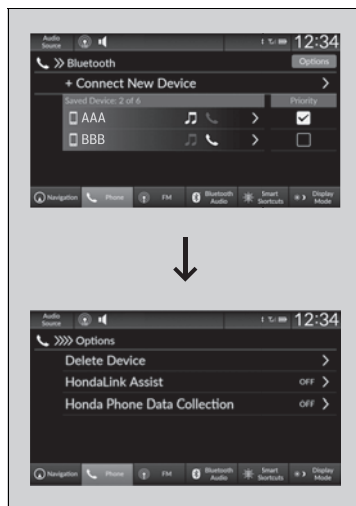 Audio Source 12:34
Bluetooth Options
+ Connect New Device
Saved Device: 2 of 6 Priority
AAA
BBB
Navigation Phone FM Bluetooth Audio Smart Shortcuts Display Mode
Audio Source 12:34
Options
Delete Device
HondaLink Assist OFF
Honda Phone Data Collection OFF
Navigation Phone FM Bluetooth Audio Smart Shortcuts Display Mode